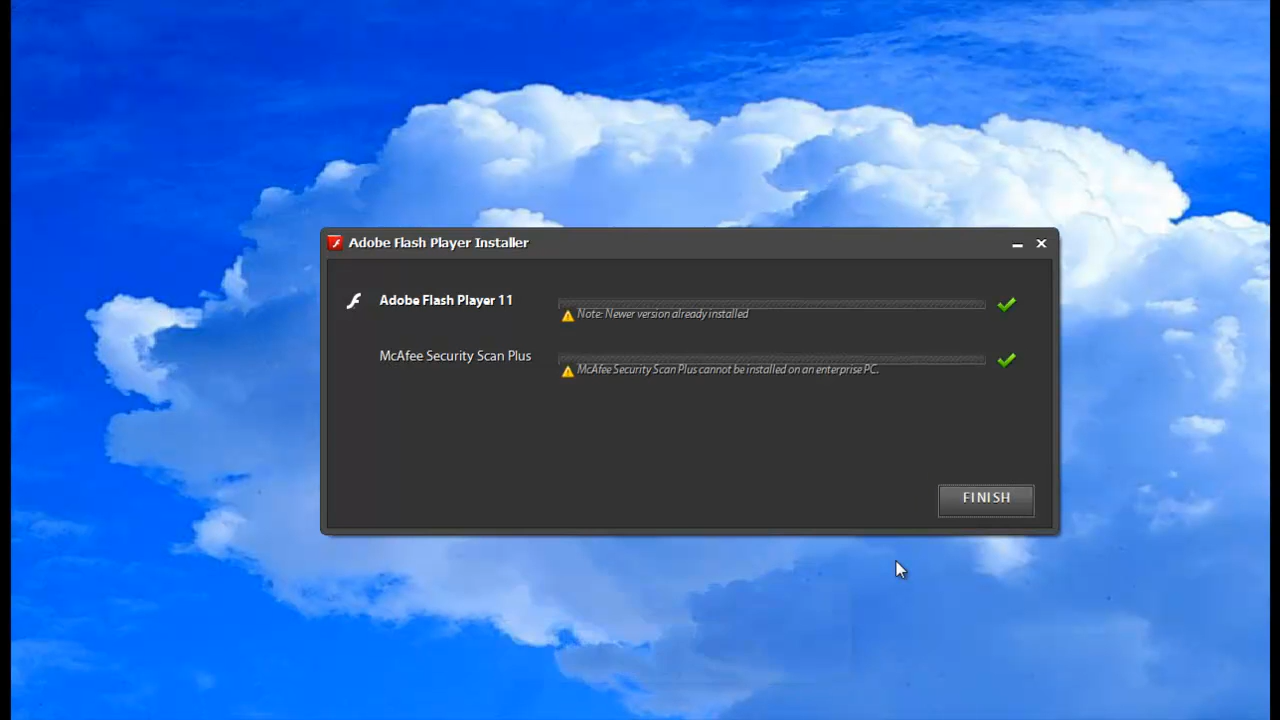 Adobe Flash Player Installer
Adobe Flash Player 11
Note: Newer version already installed
McAfee Security Scan Plus
McAfee Security Scan Plus cannot be installed on an enterprise PC.
FINISH